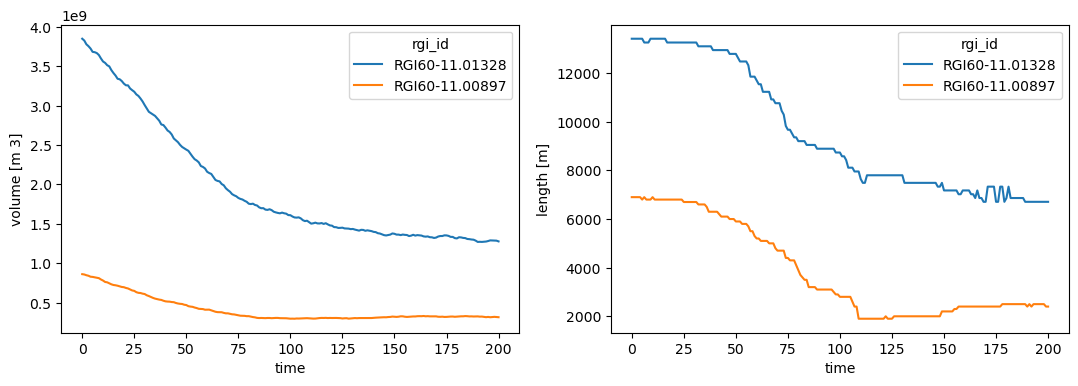 1e9
4.0
3.5
3.0
2.5
2.0
1.5
1.0
0.5
volume [m 3]
0 25 50 75 100 125 150 175 200
time
rgi_id
RGI60-11.01328
RGI60-11.00897
12000
10000
8000
6000
4000
2000
length [m]
0 25 50 75 100 125 150 175 200
time
rgi_id
RGI60-11.01328
RGI60-11.00897